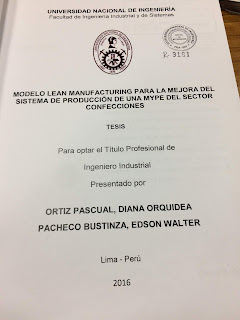 UNIVERSIDAD NACIONAL DE INGENIERÍA
Facultad de Ingeniería Industrial y de Sistemas
MODELO LEAN MANUFACTURING PARA LA MEJORA DEL
SISTEMA DE PRODUCCIÓN DE UNA MYPE DEL SECTOR
CONFECCIONES
TESIS
Para optar el Título Profesional de
Ingeniero Industrial
Presentado por
ORTIZ PASCUAL, DIANA ORQUIDEA
PACHECO BUSTINZA, EDSON WALTER
Lima - Perú
2016